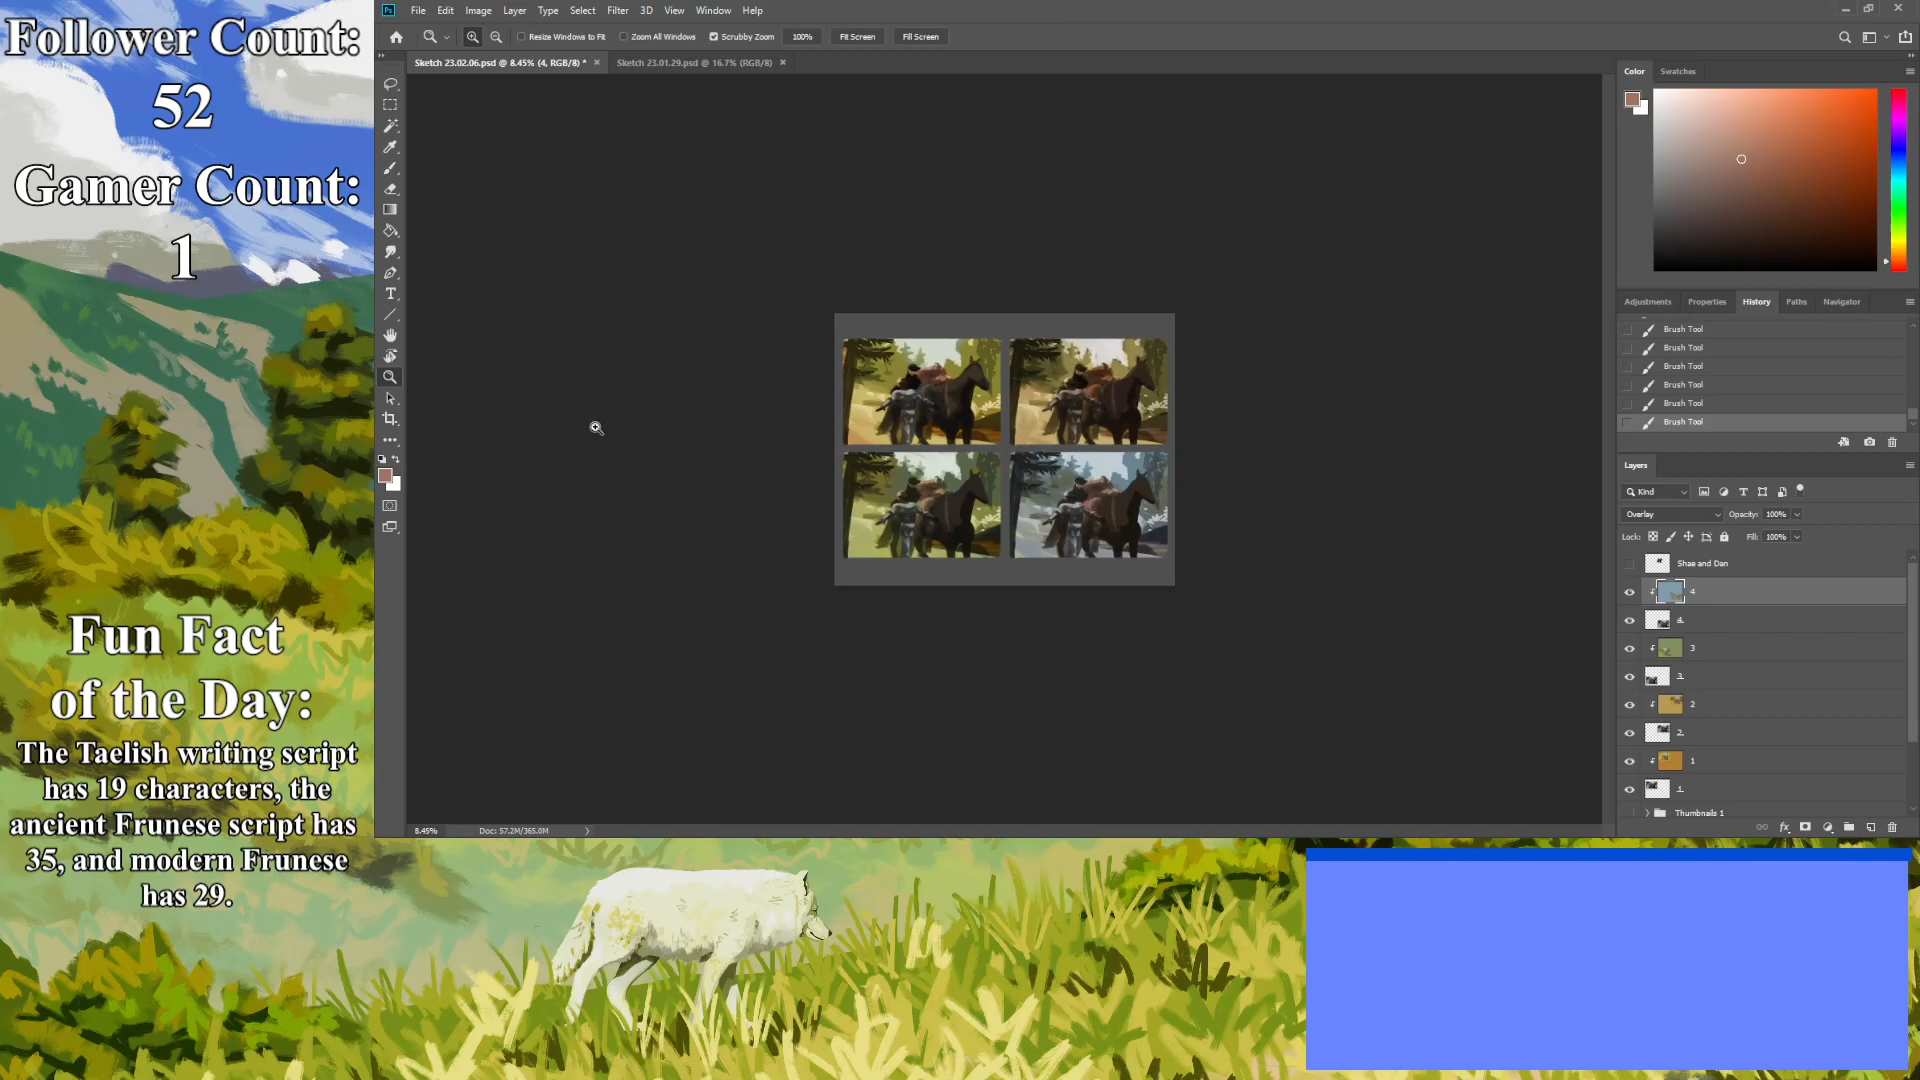 Follower Count:
52
Gamer Count:
1
Fun Fact
of the Day:
The Taelish writing script
has 19 characters, the
ancient Frunese script has
35, and modern Frunese
has 29.
Ps File Edit Image Layer Type Select Filter 3D View Window Help
Resize Windows to Fit Zoom All Windows Scrubby Zoom 100% Fit Screen Fill Screen
Sketch 23.02.06.psd @ 8.45% (4, RGB/8) * Sketch 23.01.29.psd @ 16.7% (RGB/8)
8.45% Doc: 57.2M/365.0M
Color Swatches
Adjustments Properties History Paths Navigator
Brush Tool
Brush Tool
Brush Tool
Brush Tool
Brush Tool
Brush Tool
Layers
Kind
Overlay Opacity: 100%
Lock: Fill: 100%
Shae and Dan
4
4
3
3
2
2
1
1
Thumbnails 1